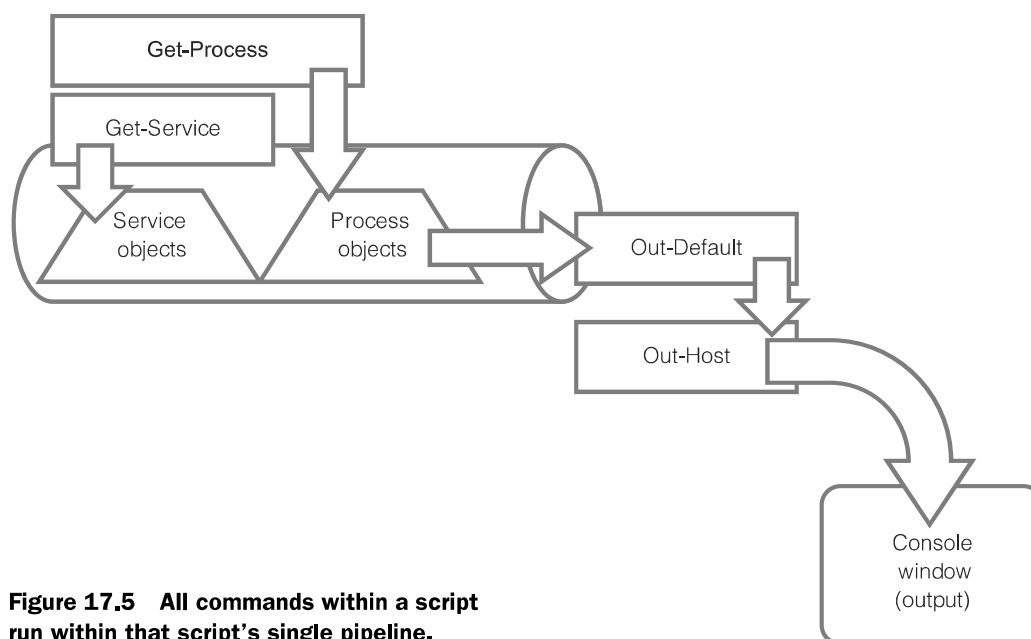 Get-Process
Get-Service
Service
objects
Process
objects
Out-Default
Out-Host
Console
window
(output)
Figure 17.5 All commands within a script
run within that script's single pipeline.